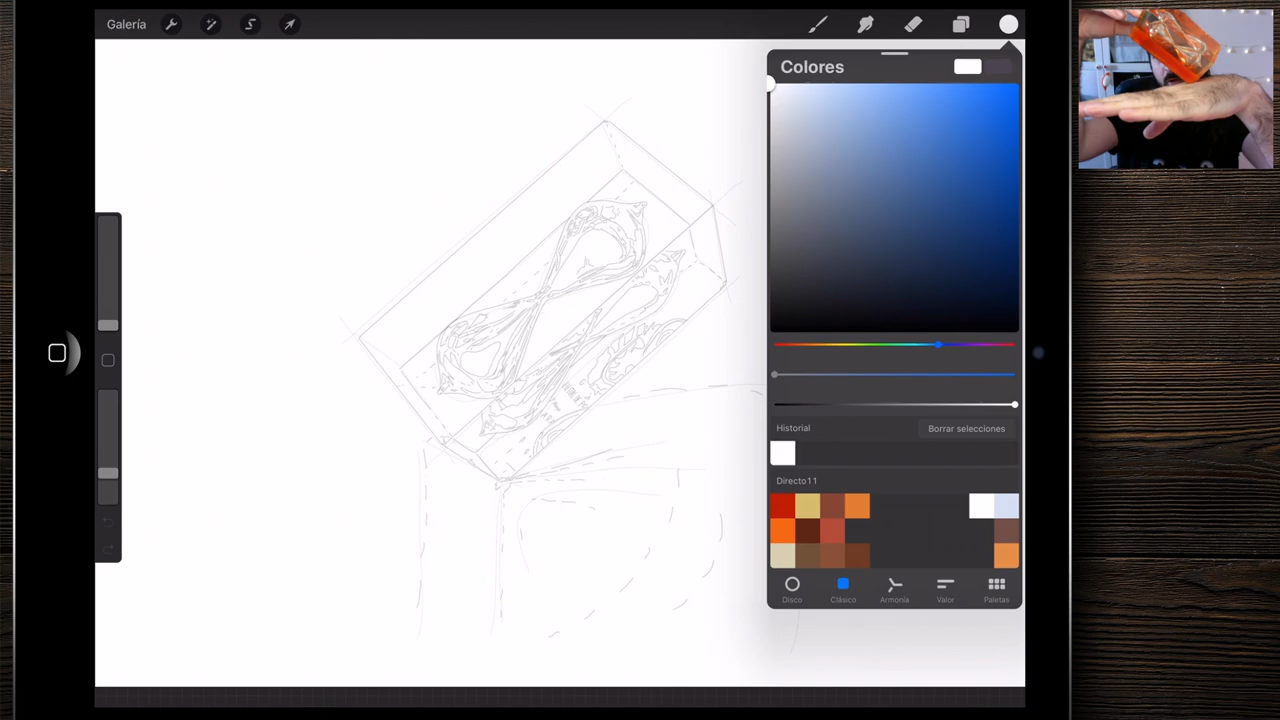 Galería
Colores
Historial
Borrar selecciones
Directo11
Disco
Clásico
Armonía
Valor
Paletas